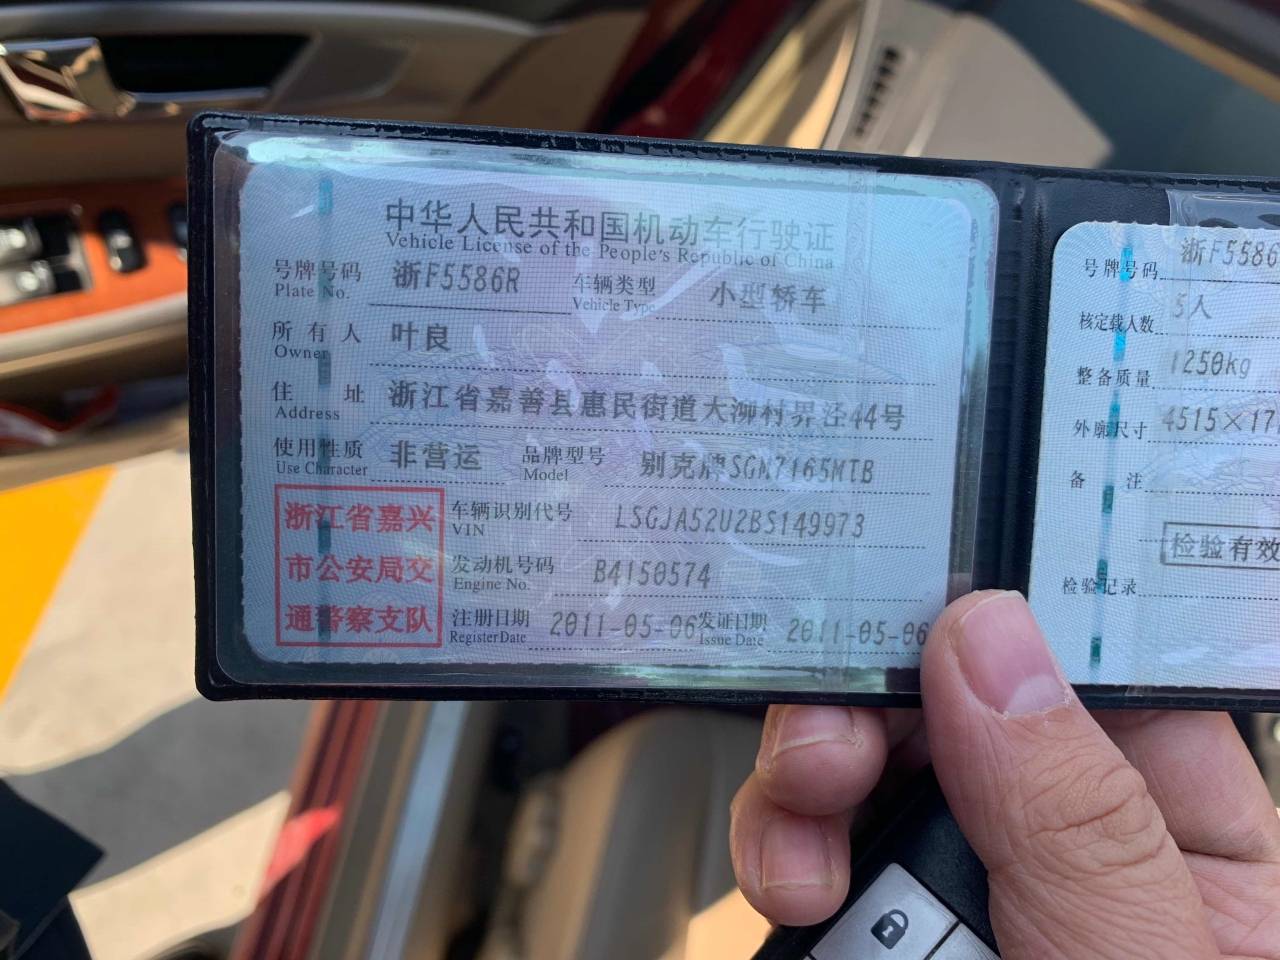 中华人民共和国机动车行驶证
Vehicle License of the People's Republic of China
号牌号码 浙F5586R 车辆类型 小型轿车
Plate No. Vehicle Type
所有人 叶良
Owner
住址 浙江省嘉善县惠民街道大泖村界泾44号
Address
使用性质 非营运 品牌型号 别克牌SGM7165MTB
Use Character Model
浙江省嘉兴
市公安局交
通警察支队
车辆识别代号 LSGJA52U2BS149973
VIN
发动机号码 B4150574
Engine No.
注册日期 2011-05-06 发证日期 2011-05-06
Register Date Issue Date
号牌号码 浙F5586
核定载人数 5人
整备质量 1250kg
外廓尺寸 4515×17
备注
检验有效
检验记录